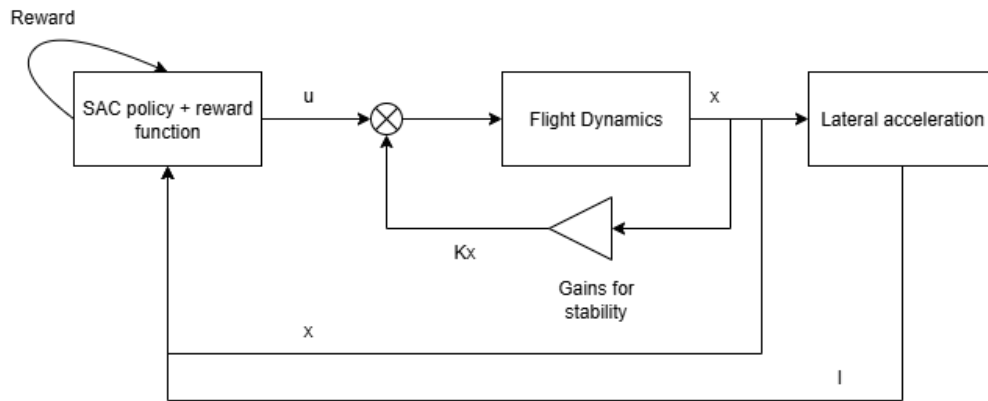 Reward
SAC policy + reward
function
u
Flight Dynamics
x
Lateral acceleration
Kx
Gains for
stability
x
l